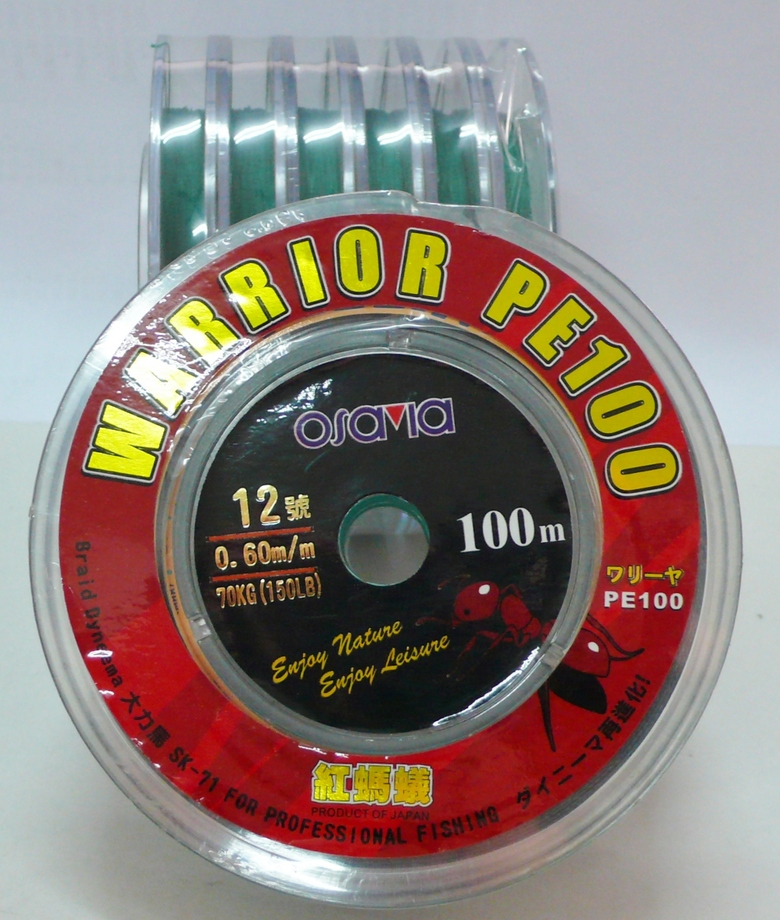 WARRIOR PE100
OSAMA
12號
0.60m/m
70KG(150LB)
100m
Enjoy Nature
Enjoy Leisure
ワリーヤ
PE100
紅螞蟻
PRODUCT OF JAPAN
Braid Dyneema 大力馬 SK-71 FOR PROFESSIONAL FISHING ダイニーマ再進化!